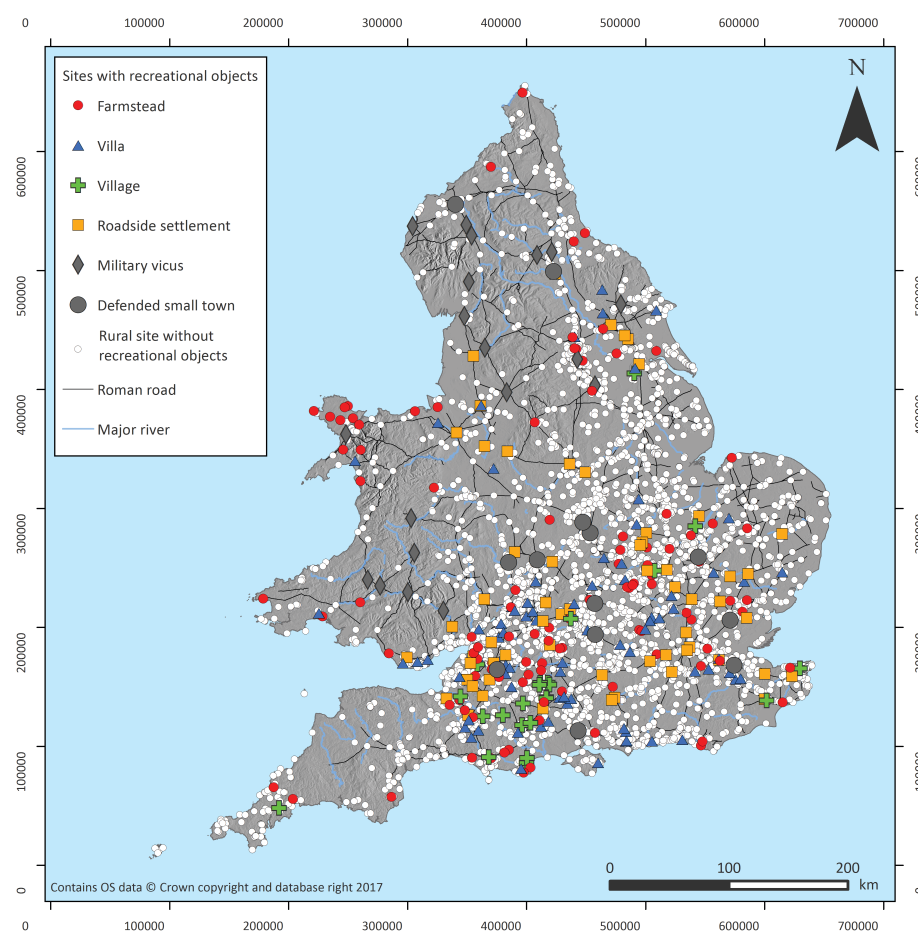 0 100000 200000 300000 400000 500000 600000 700000
Sites with recreational objects
Farmstead
Villa
Village
Roadside settlement
Military vicus
Defended small town
Rural site without
recreational objects
Roman road
Major river
N
600000
500000
400000
300000
200000
100000
0
0 100 200
km
Contains OS data © Crown copyright and database right 2017
0 100000 200000 300000 400000 500000 600000 700000